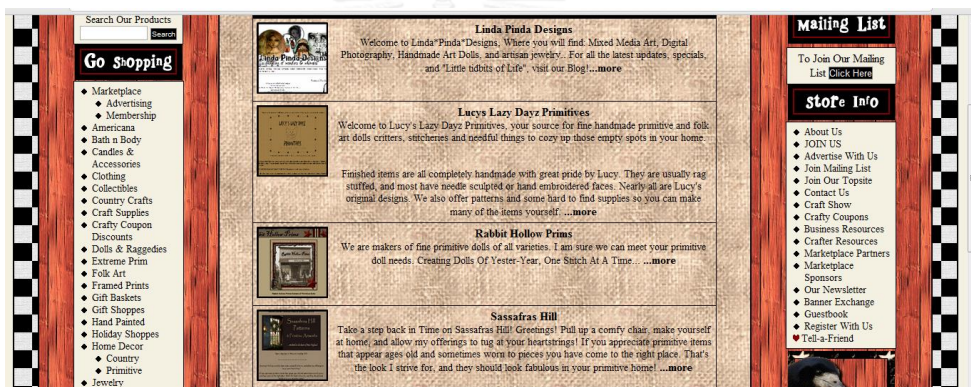 Search Our Products
Search
Go Shopping
Marketplace
Advertising
Membership
Americana
Bath n Body
Candles &
Accessories
Clothing
Collectibles
Country Crafts
Craft Supplies
Crafty Coupon
Discounts
Dolls & Raggedies
Extreme Prim
Folk Art
Framed Prints
Gift Baskets
Gift Shoppes
Hand Painted
Holiday Shoppes
Home Decor
Country
Primitive
Jewelry
Linda Pinda Designs
Welcome to Linda*Pinda*Designs, Where you will find: Mixed Media Art, Digital
Photography, Handmade Art Dolls, and artisan jewelry.. For all the latest updates, specials,
and "Little tidbits of Life", visit our Blog!...more
Linda Pinda Designs
Lucys Lazy Dayz Primitives
Welcome to Lucy's Lazy Dayz Primitives, your source for fine handmade primitive and folk
art dolls critters, stitcheries and needful things to cozy up those empty spots in your home.
Finished items are all completely handmade with great pride by Lucy. They are usually rag
stuffed, and most have needle sculpted or hand embroidered faces. Nearly all are Lucy's
original designs. We also offer patterns and some hard to find supplies so you can make
many of the items yourself. ...more
Rabbit Hollow Prims
We are makers of fine primitive dolls of all varieties. I am sure we can meet your primitive
doll needs. Creating Dolls Of Yester-Year, One Stitch At A Time... ...more
Sassafras Hill
Take a step back in Time on Sassafras Hill! Greetings! Pull up a comfy chair, make yourself
at home, and allow my offerings to tug at your heartstrings! If you appreciate primitive items
that appear ages old and sometimes worn to pieces you have come to the right place. That's
the look I strive for, and they should look fabulous in your primitive home! ...more
Sassafras Hill
Mailing List
To Join Our Mailing
List Click Here
Store Info
About Us
JOIN US
Advertise With Us
Join Mailing List
Join Our Topsite
Contact Us
Craft Show
Crafty Coupons
Business Resources
Crafter Resources
Marketplace Partners
Marketplace
Sponsors
Our Newsletter
Banner Exchange
Guestbook
Register With Us
Tell-a-Friend